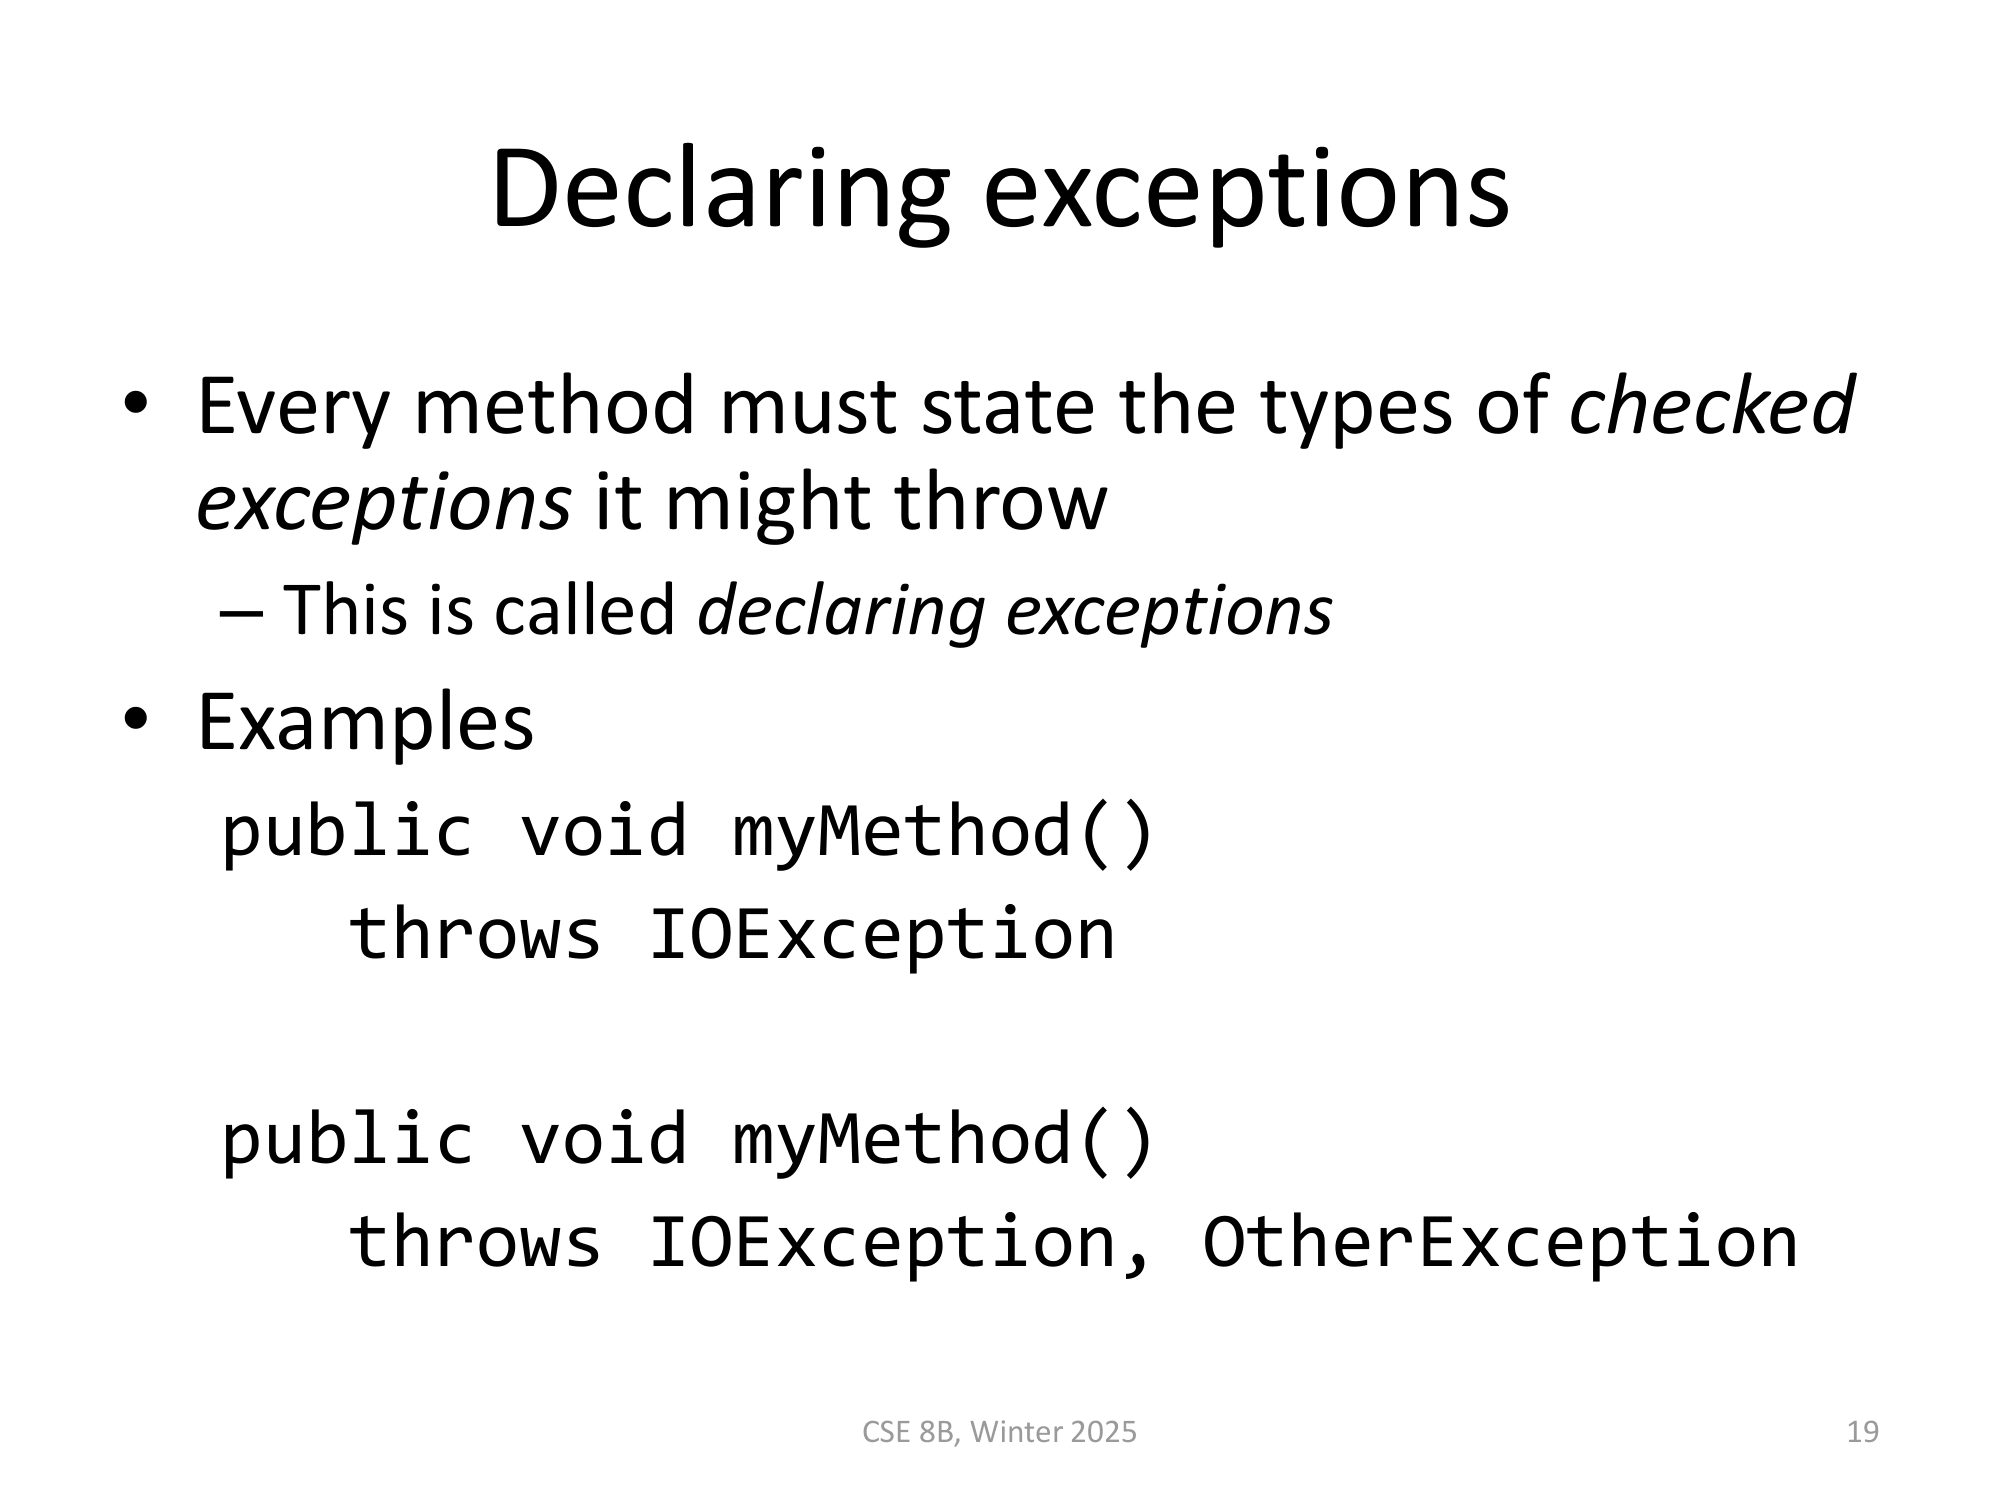 Declaring exceptions
• Every method must state the types of checked
exceptions it might throw
– This is called declaring exceptions
• Examples
public void myMethod()
throws IOException
public void myMethod()
throws IOException, OtherException
CSE 8B, Winter 2025
19